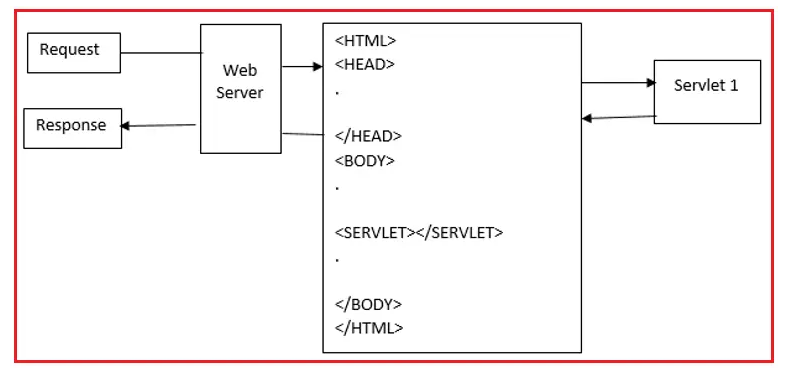 Request
Response
Web
Server
<HTML>
<HEAD>
.
</HEAD>
<BODY>
.
<SERVLET></SERVLET>
.
</BODY>
</HTML>
Servlet 1